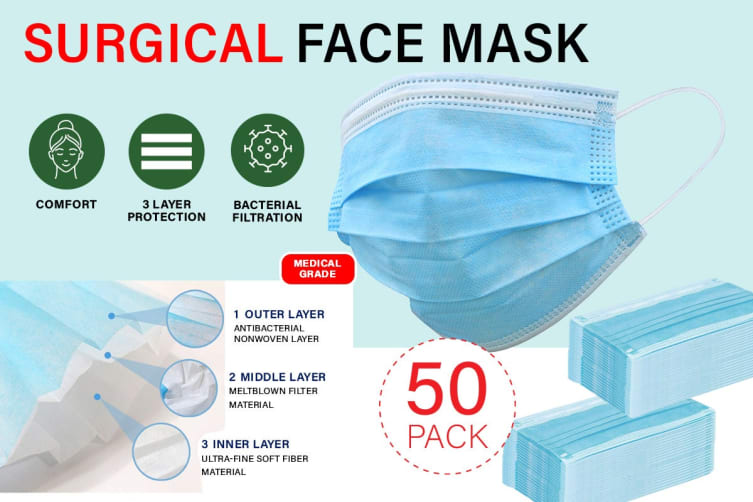 SURGICAL FACE MASK
COMFORT
3 LAYER
PROTECTION
BACTERIAL
FILTRATION
MEDICAL
GRADE
1 OUTER LAYER
ANTIBACTERIAL
NONWOVEN LAYER
2 MIDDLE LAYER
MELTBLOWN FILTER
MATERIAL
3 INNER LAYER
ULTRA-FINE SOFT FIBER
MATERIAL
50
PACK